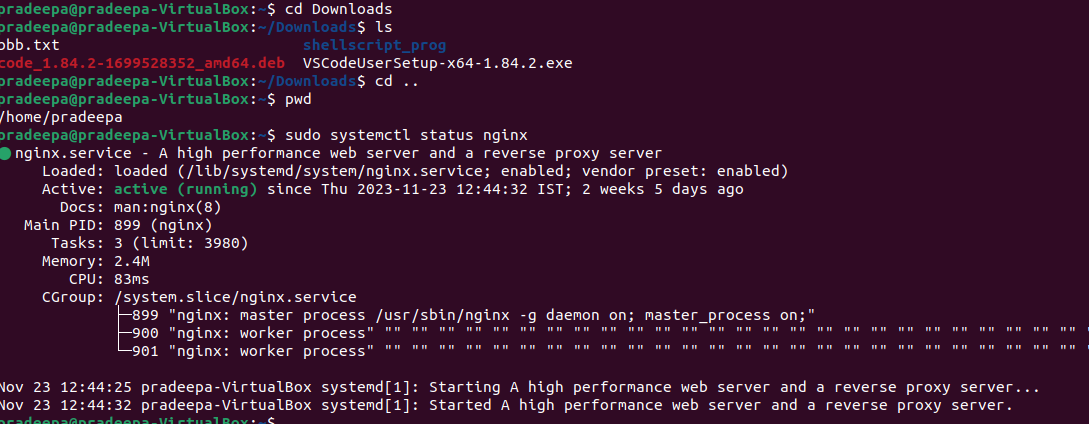 pradeepa@pradeepa-VirtualBox:~$ cd Downloads
pradeepa@pradeepa-VirtualBox:~/Downloads$ ls
bbb.txt                            shellscript_prog
code_1.84.2-1699528352_amd64.deb  VSCodeUserSetup-x64-1.84.2.exe
pradeepa@pradeepa-VirtualBox:~/Downloads$ cd ..
pradeepa@pradeepa-VirtualBox:~$ pwd
/home/pradeepa
pradeepa@pradeepa-VirtualBox:~$ sudo systemctl status nginx
● nginx.service - A high performance web server and a reverse proxy server
     Loaded: loaded (/lib/systemd/system/nginx.service; enabled; vendor preset: enabled)
     Active: active (running) since Thu 2023-11-23 12:44:32 IST; 2 weeks 5 days ago
       Docs: man:nginx(8)
   Main PID: 899 (nginx)
      Tasks: 3 (limit: 3980)
     Memory: 2.4M
        CPU: 83ms
     CGroup: /system.slice/nginx.service
             ├─899 "nginx: master process /usr/sbin/nginx -g daemon on; master_process on;"
             ├─900 "nginx: worker process" "" "" "" "" "" "" "" "" "" "" "" "" "" "" "" "" "" "" "" "" "" "" "" "" "" "" "
             └─901 "nginx: worker process" "" "" "" "" "" "" "" "" "" "" "" "" "" "" "" "" "" "" "" "" "" "" "" "" "" "" "

Nov 23 12:44:25 pradeepa-VirtualBox systemd[1]: Starting A high performance web server and a reverse proxy server...
Nov 23 12:44:32 pradeepa-VirtualBox systemd[1]: Started A high performance web server and a reverse proxy server.
pradeepa@pradeepa-VirtualBox:~$